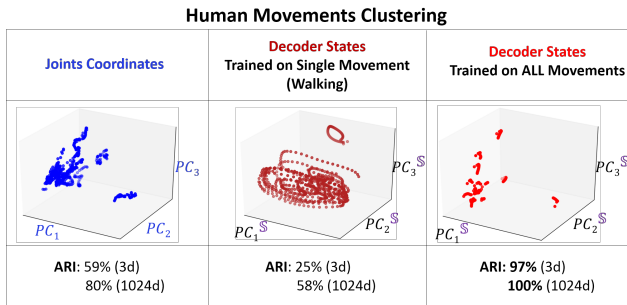 Human Movements Clustering
Joints Coordinates
Decoder States
Trained on Single Movement
(Walking)
Decoder States
Trained on ALL Movements
PC₃
PC₁
PC₂
PC₃^𝕊
PC₁^𝕊
PC₂^𝕊
PC₃^𝕊
PC₁^𝕊
PC₂^𝕊
ARI: 59% (3d)
80% (1024d)
ARI: 25% (3d)
58% (1024d)
ARI: 97% (3d)
100% (1024d)